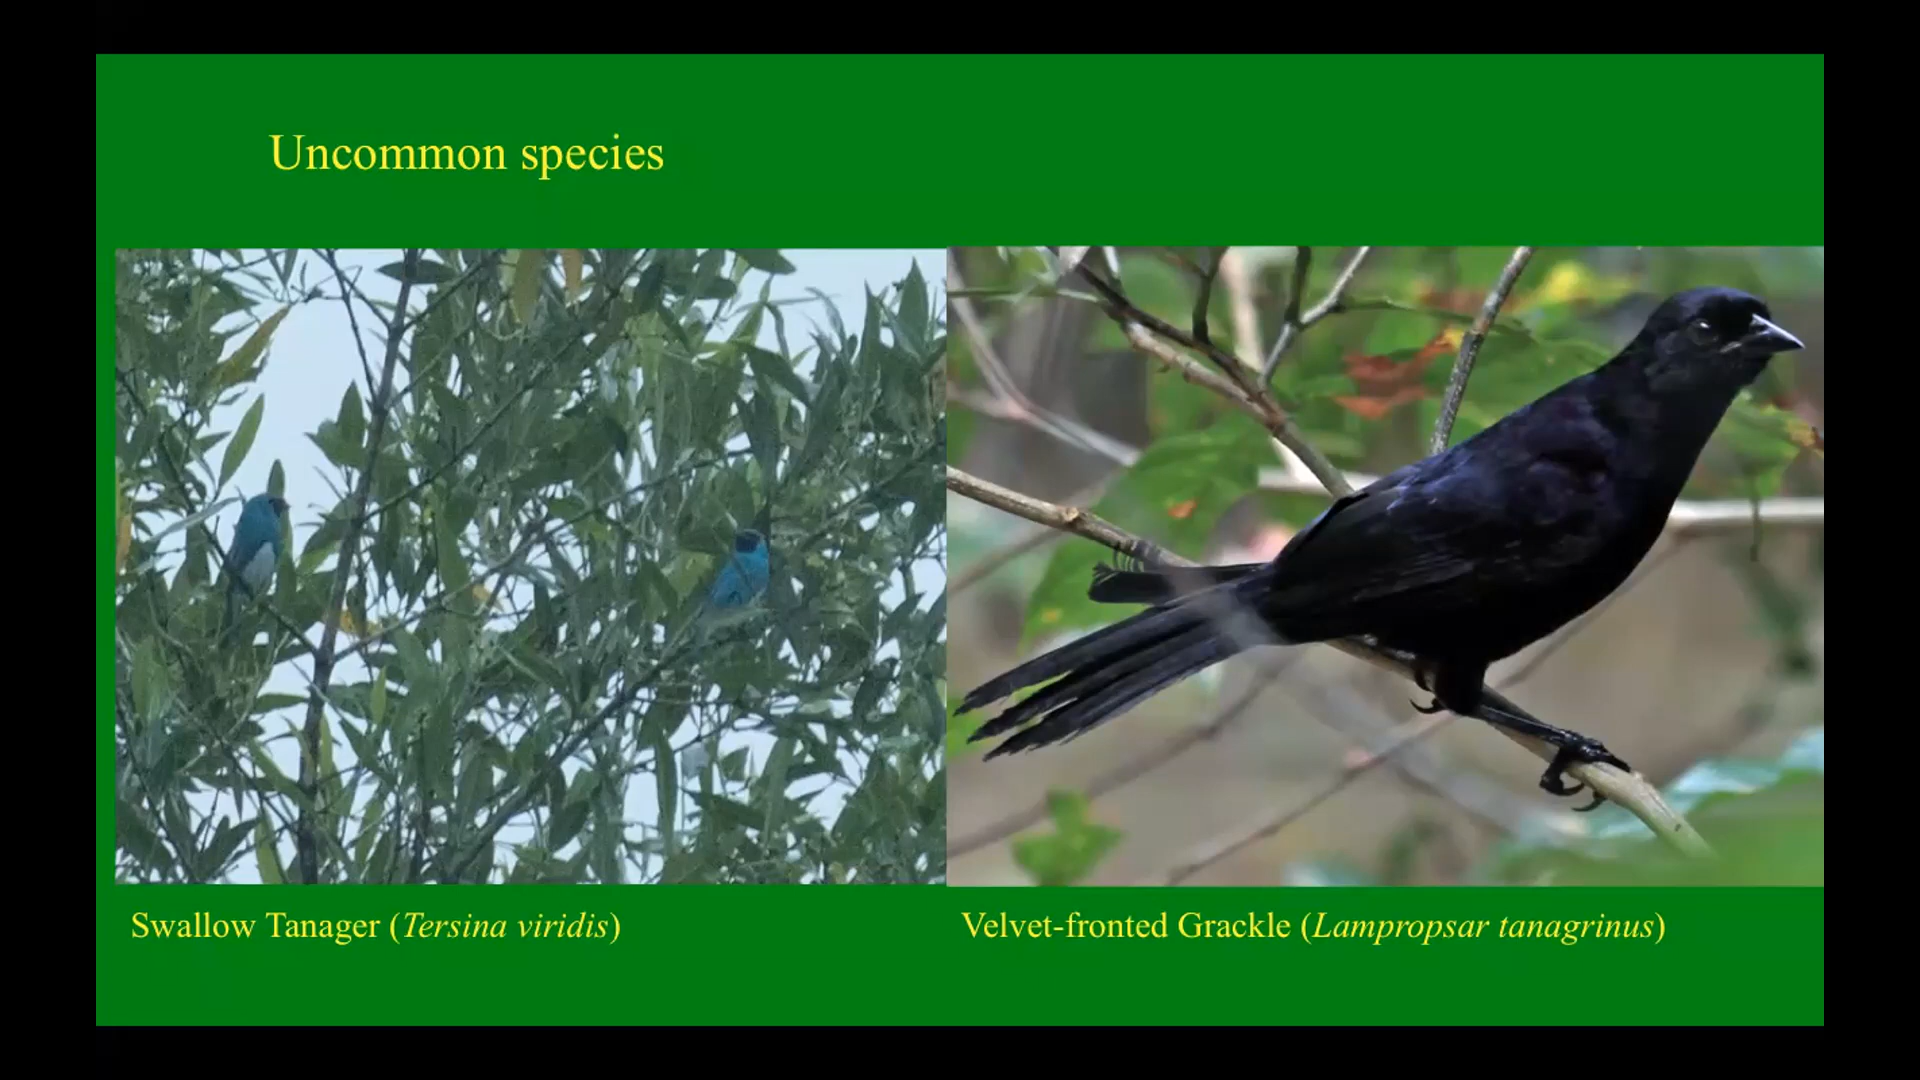 Uncommon species
Swallow Tanager (Tersina viridis)
Velvet-fronted Grackle (Lampropsar tanagrinus)